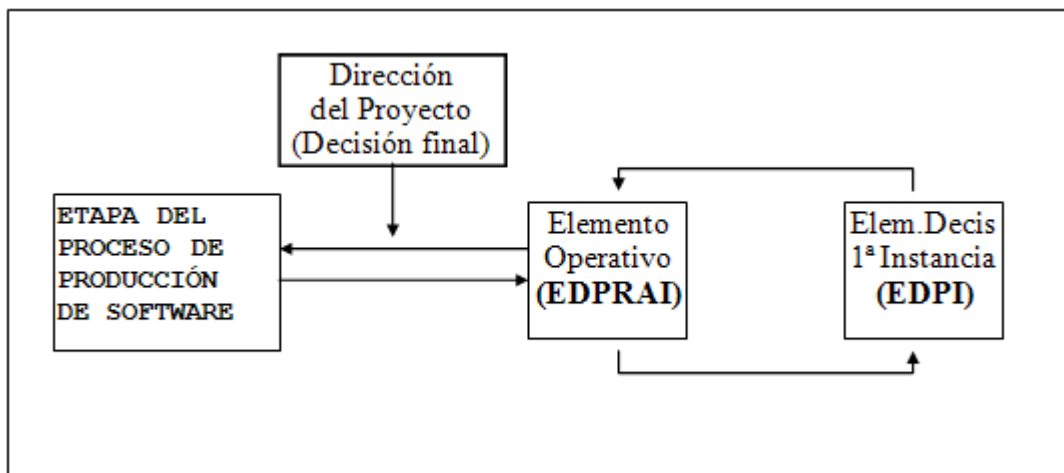 Dirección
del Proyecto
(Decisión final)
ETAPA DEL
PROCESO DE
PRODUCCIÓN
DE SOFTWARE
Elemento
Operativo
(EDPRAI)
Elem.Decis
1ª Instancia
(EDPI)